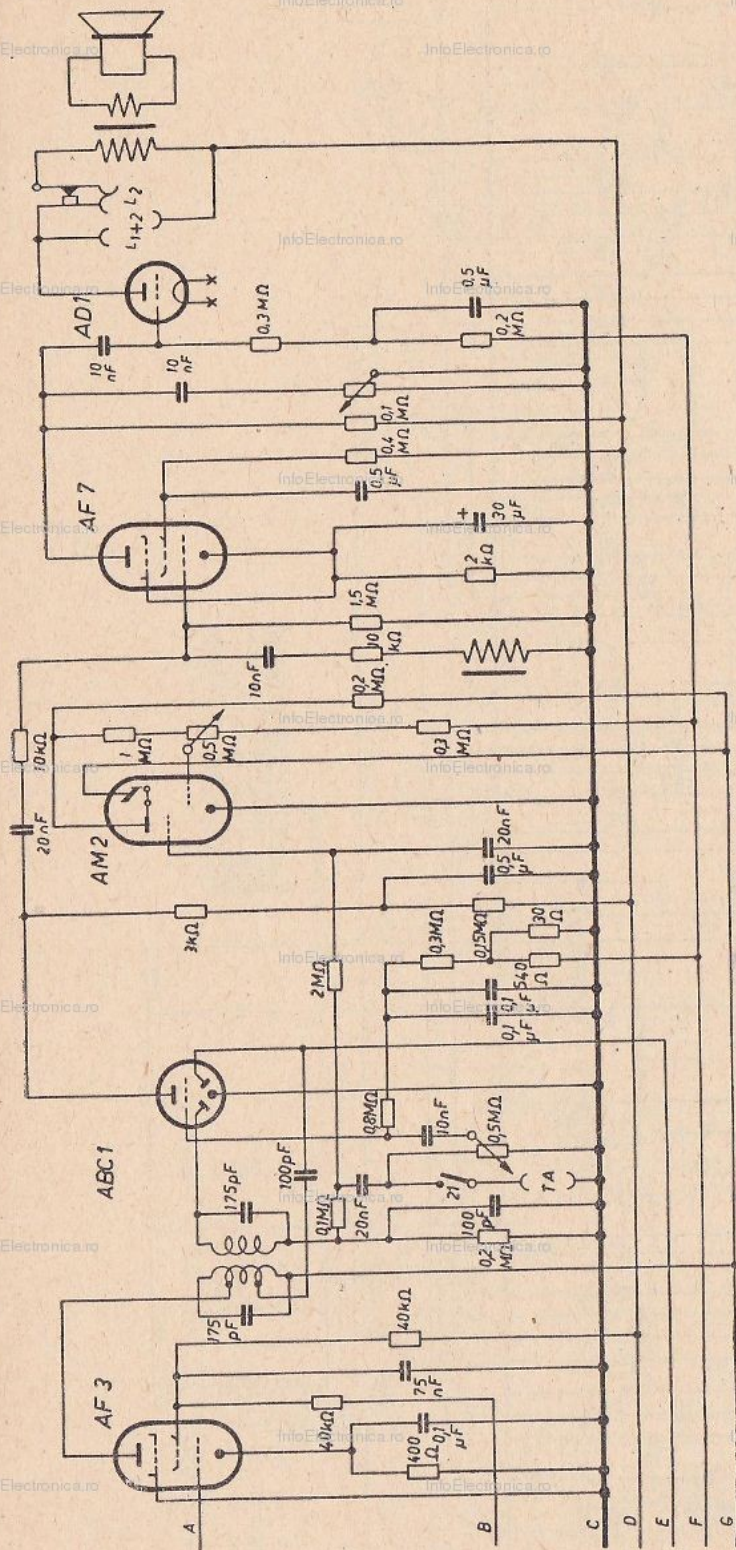 InfoElectronica.ro
AF 3
ABC1
AM2
AF 7
AD1
A
B
C
D
E
F
G
175 pF
175pF
100pF
40kΩ
40kΩ
75 nF
400 Ω
0,1 µF
0,1MΩ
20nF
100 pF
0,2 MΩ
21
TA
0,5MΩ
10nF
0,8MΩ
2MΩ
3kΩ
0,1 µF
0,1 µF
0,3MΩ
540 Ω
30 Ω
0,15MΩ
0,5 µF
20nF
20nF
10kΩ
1 MΩ
0,5 MΩ
0,3 MΩ
0,2 MΩ
10nF
10 kΩ
1,5 MΩ
2 kΩ
+
30 µF
0,5 µF
0,4 MΩ
0,1 MΩ
10 nF
10 nF
0,3MΩ
0,2 MΩ
0,5 µF
L1+2
L2